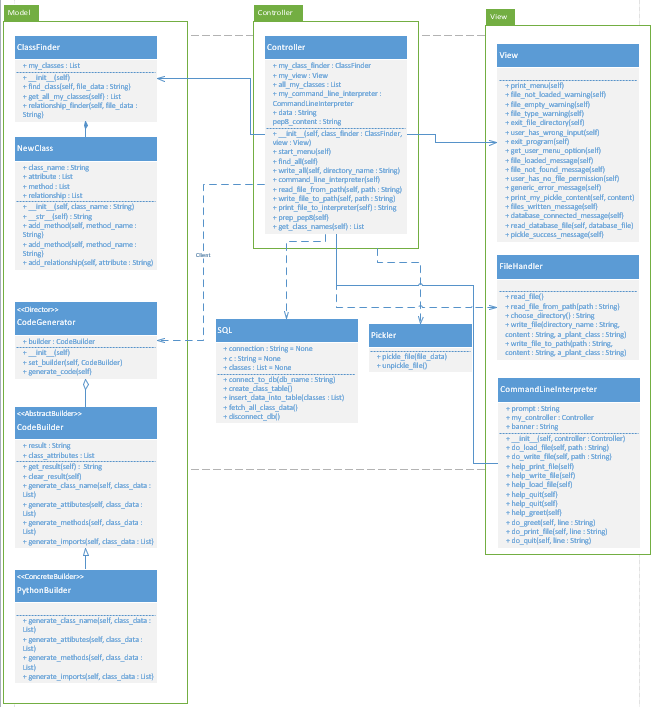 Model
ClassFinder
+ my_classes : List
+ __init__(self)
+ find_class(self, file_data : String)
+ get_all_my_classes(self) : List
+ relationship_finder(self, file_data :
String)
NewClass
+ class_name : String
+ attribute : List
+ method : List
+ relationship : List
+ __init__(self, class_name : String)
+ __str__(self) : String
+ add_method(self, method_name :
String)
+ add_method(self, method_name :
String)
+ add_relationship(self, attribute : String)
<<Director>>
CodeGenerator
+ builder : CodeBuilder
+ __init__(self)
+ set_builder(self, CodeBuilder)
+ generate_code(self)
<<AbstractBuilder>>
CodeBuilder
+ result : String
+ class_attributes : List
+ get_result(self) : String
+ clear_result(self)
+ generate_class_name(self, class_data :
List)
+ generate_attibutes(self, class_data :
List)
+ generate_methods(self, class_data :
List)
+ generate_imports(self, class_data : List)
<<ConcreteBuilder>>
PythonBuilder
+ generate_class_name(self, class_data :
List)
+ generate_attibutes(self, class_data :
List)
+ generate_methods(self, class_data :
List)
+ generate_imports(self, class_data : List)
Controller
Controller
+ my_class_finder : ClassFinder
+ my_view : View
+ all_my_classes : List
+ my_command_line_interpreter :
CommandLineInterpreter
+ data : String
pep8_content : String
+ __init__(self, class_finder : ClassFinder,
view : View)
+ start_menu(self)
+ find_all(self)
+ write_all(self, directory_name : String)
+ command_line_interpreter(self)
+ read_file_from_path(self, path : String)
+ write_file_to_path(self, path : String)
+ print_file_to_interpreter(self) : String
+ prep_pep8(self)
+ get_class_names(self) : List
Client
SQL
+ connection : String = None
+ c : String = None
+ classes : List = None
+ connect_to_db(db_name : String)
+ create_class_table()
+ insert_data_into_table(classes : List)
+ fetch_all_class_data()
+ disconnect_db()
Pickler
+ pickle_file(file_data)
+ unpickle_file()
View
View
+ print_menu(self)
+ file_not_loaded_warning(self)
+ file_empty_warning(self)
+ file_type_warning(self)
+ exit_file_directory(self)
+ user_has_wrong_input(self)
+ exit_program(self)
+ get_user_menu_option(self)
+ file_loaded_message(self)
+ file_not_found_message(self)
+ user_has_no_file_permission(self)
+ generic_error_message(self)
+ print_my_pickle_content(self, content)
+ files_written_message(self)
+ database_connected_message(self)
+ read_database_file(self, database_file)
+ pickle_success_message(self)
FileHandler
+ read_file()
+ read_file_from_path(path : String)
+ choose_directory() : String
+ write_file(directory_name : String,
content : String, a_plant_class : String)
+ write_file_to_path(path : String,
content : String, a_plant_class : String)
CommandLineInterpreter
+ prompt : String
+ my_controller : Controller
+ banner : String
+ __init__(self, controller : Controller)
+ do_load_file(self, path : String)
+ do_write_file(self, path : String)
+ help_print_file(self)
+ help_write_file(self)
+ help_load_file(self)
+ help_quit(self)
+ help_quit(self)
+ help_greet(self)
+ do_greet(self, line : String)
+ do_print_file(self, line : String)
+ do_quit(self, line : String)